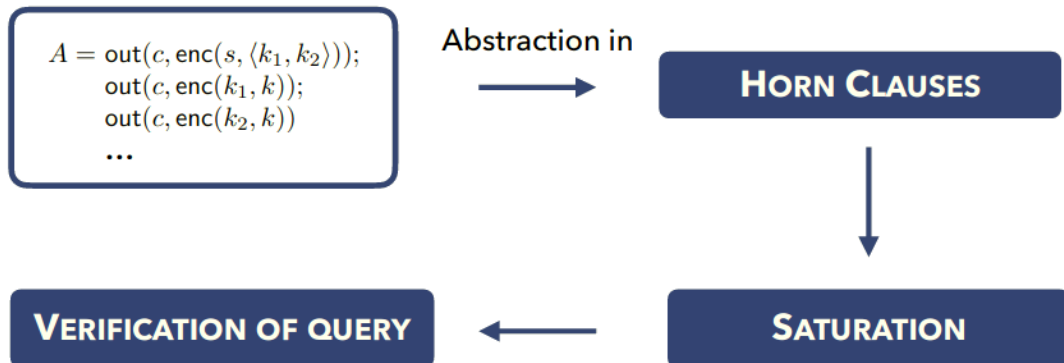 A = out(c, enc(s, ⟨k₁, k₂⟩));
out(c, enc(k₁, k));
out(c, enc(k₂, k))
...
Abstraction in
HORN CLAUSES
SATURATION
VERIFICATION OF QUERY